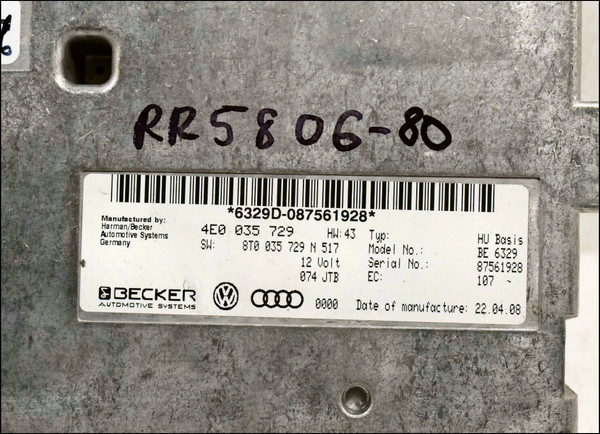 RR5806-80
*6329D-087561928*
Manufactured by:
Harman/Becker
Automotive Systems
Germany
4E0 035 729 HW: 43 Typ: HU Basis
SW: 8T0 035 729 N 517 Model No.: BE 6329
12 Volt Serial No.: 87561928
074 JTB EC: 107 -
BECKER
AUTOMOTIVE SYSTEMS
0000 Date of manufacture: 22.04.08